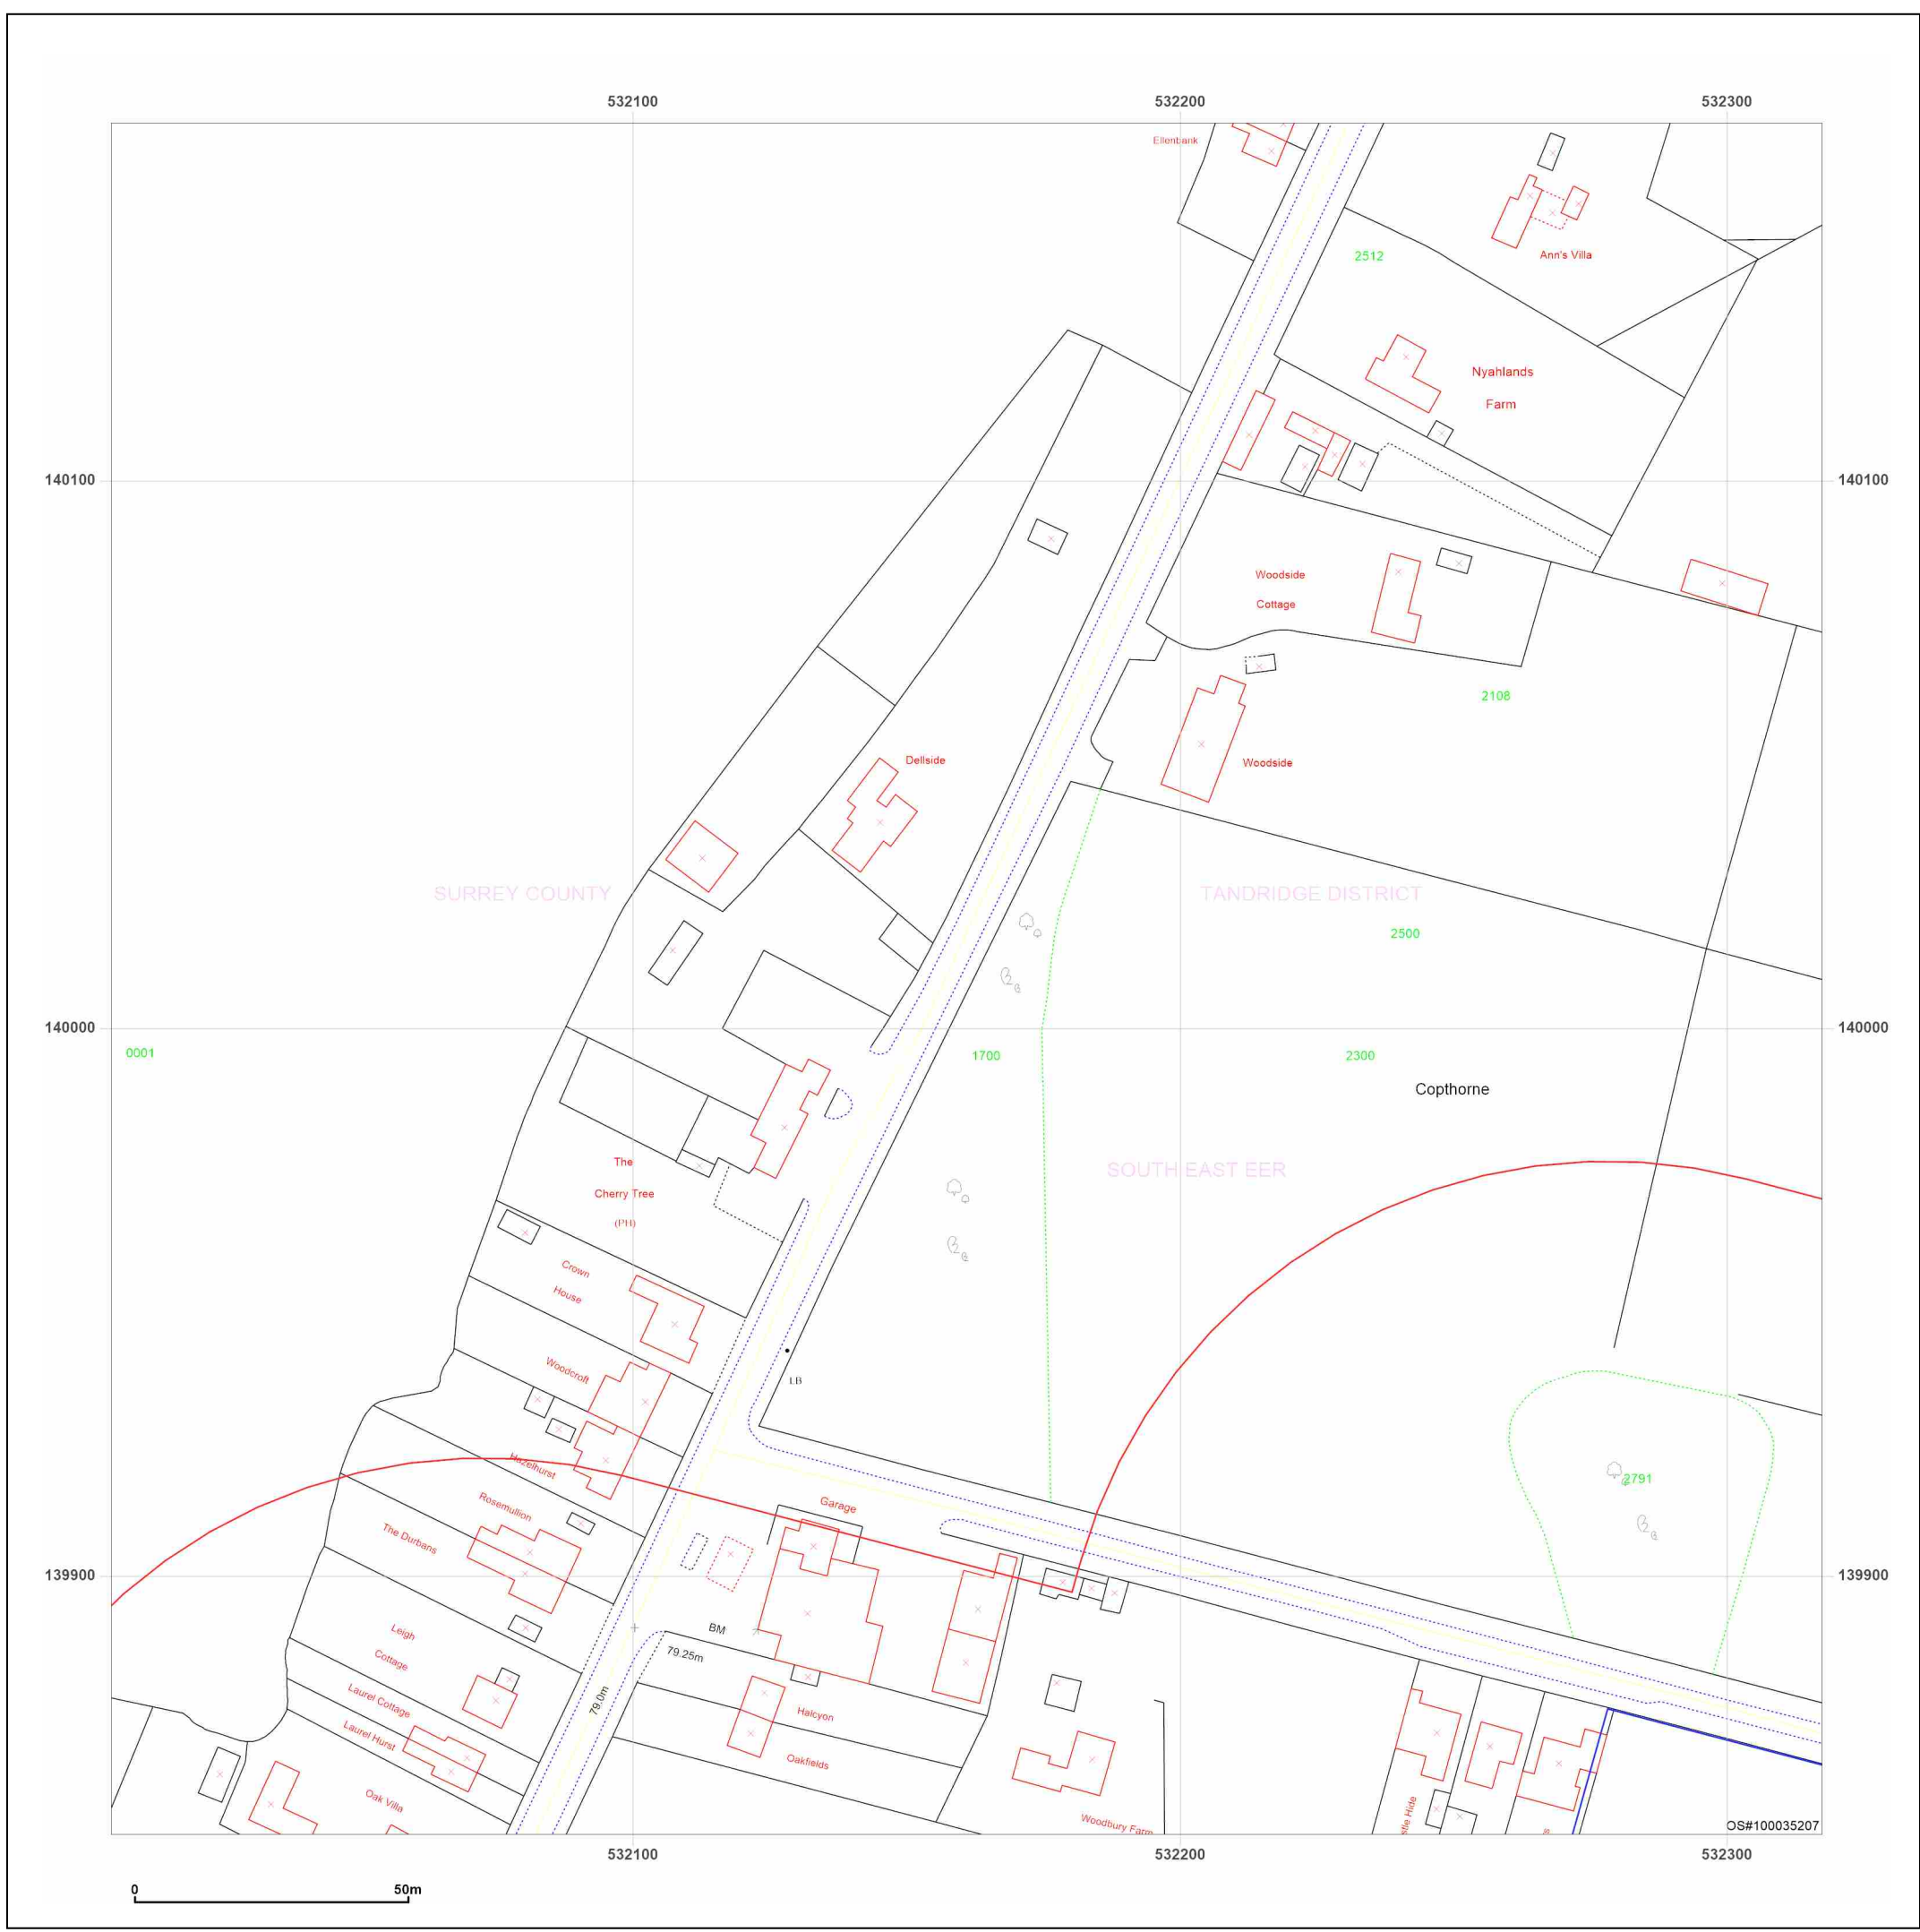 532100
532200
532300
Ellenbank
Ann's Villa
2512
Nyahlands
Farm
140100
140100
Woodside
Cottage
2108
Dellside
Woodside
SURREY COUNTY
TANDRIDGE DISTRICT
2500
140000
140000
0001
1700
2300
Copthorne
The
Cherry Tree
(PH)
SOUTH EAST EER
Crown
House
Woodcroft
LB
Hazelhurst
2791
Rosemullion
Garage
The Durbans
139900
139900
Leigh
Cottage
BM
79.25m
Laurel Cottage
79.0m
Halcyon
Laurel Hurst
Oakfields
Oak Villa
Woodbury Farm
stle Hide
s
OS#100035207
532100
532200
532300
0
50m